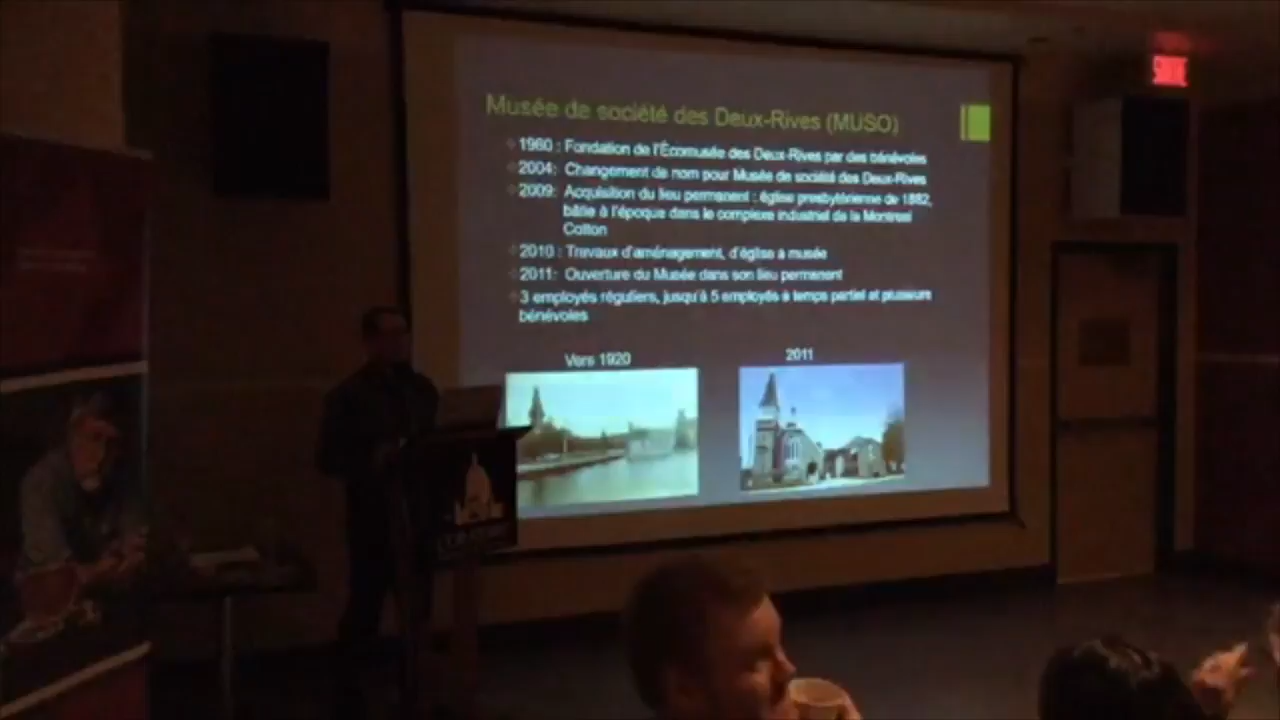 SORTIE
Musée de société des Deux-Rives (MUSO)
1980 : Fondation de l'Écomusée des Deux-Rives par des bénévoles
2004: Changement de nom pour Musée de société des Deux-Rives
2009: Acquisition du lieu permanent : église presbytérienne de 1882,
bâtie à l'époque dans le complexe industriel de la Montreal
Cotton
2010 : Travaux d'aménagement, d'église à musée
2011: Ouverture du Musée dans son lieu permanent
3 employés réguliers, jusqu'à 5 employés à temps partiel et plusieurs
bénévoles
Vers 1920
2011